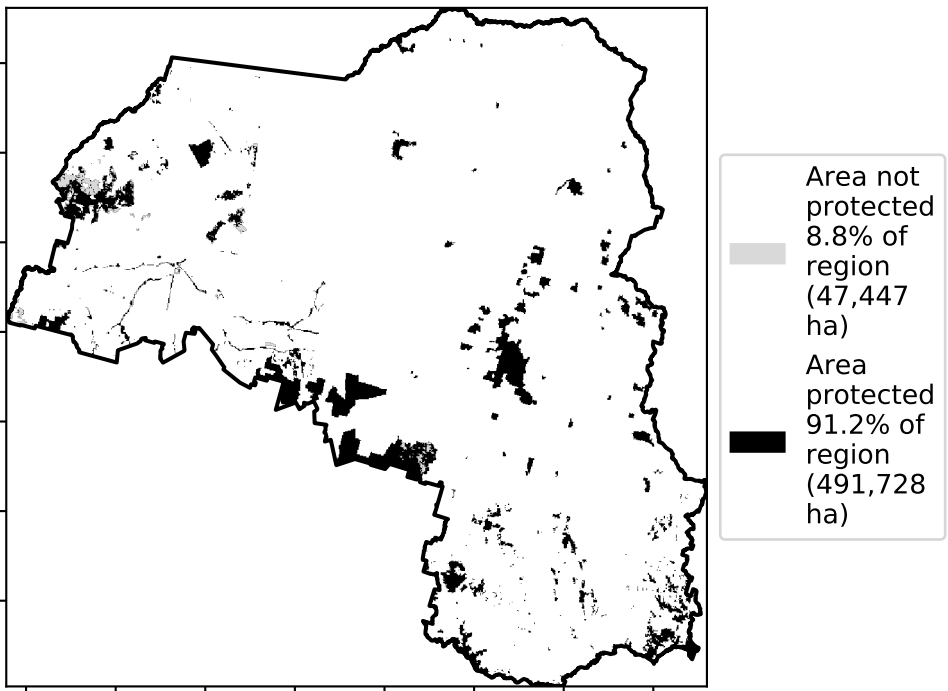 Area not
protected
8.8% of
region
(47,447
ha)
Area
protected
91.2% of
region
(491,728
ha)